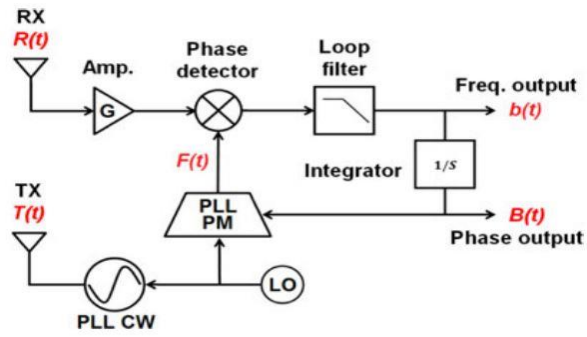 RX
R(t)
Amp.
G
Phase
detector
Loop
filter
Freq. output
b(t)
F(t)
Integrator
1/S
TX
T(t)
PLL
PM
B(t)
Phase output
LO
PLL CW